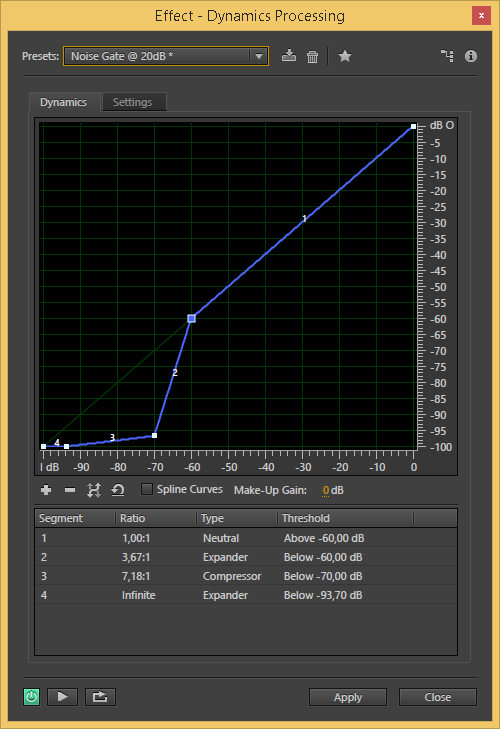 Effect - Dynamics Processing
x
Presets: Noise Gate @ 20dB *
Dynamics Settings
dB O
-5
-10
-15
-20
-25
-30
-35
-40
-45
-50
-55
-60
-65
-70
-75
-80
-85
-90
-95
-100
1
2
3
4
I dB -90 -80 -70 -60 -50 -40 -30 -20 -10 0
Spline Curves Make-Up Gain: 0 dB
Segment Ratio Type Threshold
1 1,00:1 Neutral Above -60,00 dB
2 3,67:1 Expander Below -60,00 dB
3 7,18:1 Compressor Below -70,00 dB
4 Infinite Expander Below -93,70 dB
Apply Close